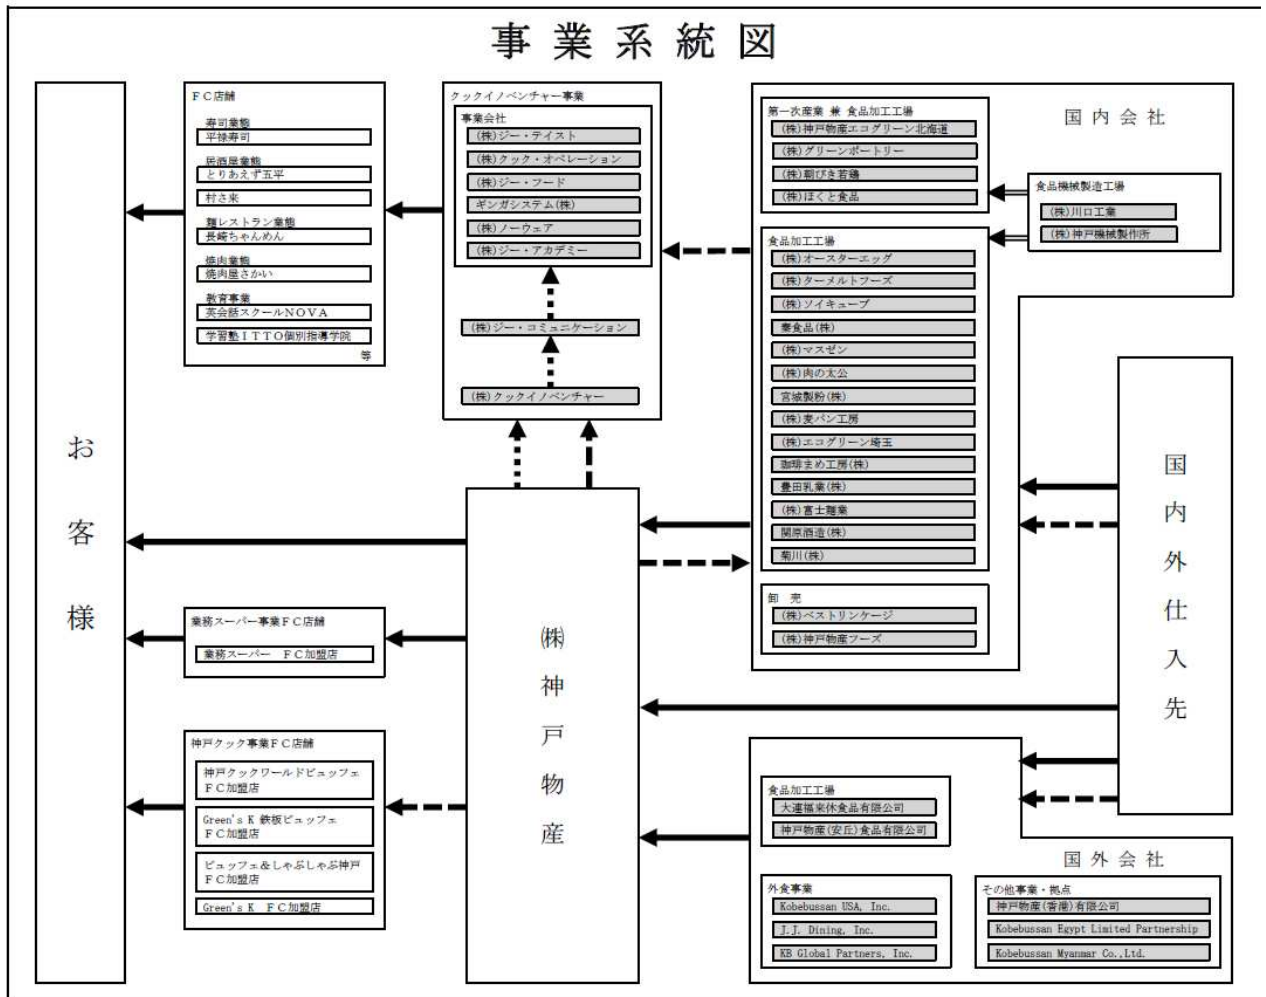 事業系統図
お客様
FC店舗
寿司業態
平禄寿司
居酒屋業態
とりあえず五平
村さ来
麺レストラン業態
長崎ちゃんめん
焼肉業態
焼肉屋さかい
教育事業
英会話スクールNOVA
学習塾ITTO個別指導学院
等
業務スーパー事業FC店舗
業務スーパー FC加盟店
神戸クック事業FC店舗
神戸クックワールドビュッフェ
FC加盟店
Green's K 鉄板ビュッフェ
FC加盟店
ビュッフェ&しゃぶしゃぶ神戸
FC加盟店
Green's K FC加盟店
クックイノベンチャー事業
事業会社
(株)ジー・テイスト
(株)クック・オペレーション
(株)ジー・フード
ギンガシステム(株)
(株)ノーウェア
(株)ジー・アカデミー
(株)ジー・コミュニケーション
(株)クックイノベンチャー
㈱神戸物産
国内会社
第一次産業 兼 食品加工工場
(株)神戸物産エコグリーン北海道
(株)グリーンポートリー
(株)朝びき若鶏
(株)ほくと食品
食品機械製造工場
(株)川口工業
(株)神戸機械製作所
食品加工工場
(株)オースターエッグ
(株)ターメルトフーズ
(株)ソイキューブ
秦食品(株)
(株)マスゼン
(株)肉の太公
宮城製粉(株)
(株)麦パン工房
(株)エコグリーン埼玉
珈琲まめ工房(株)
豊田乳業(株)
(株)富士麺業
関原酒造(株)
菊川(株)
卸 売
(株)ベストリンケージ
(株)神戸物産フーズ
国内外仕入先
国外会社
食品加工工場
大連福来休食品有限公司
神戸物産(安丘)食品有限公司
外食事業
Kobebussan USA, Inc.
J.J. Dining, Inc.
KB Global Partners, Inc.
その他事業・拠点
神戸物産(香港)有限公司
Kobebussan Egypt Limited Partnership
Kobebussan Myanmar Co.,Ltd.